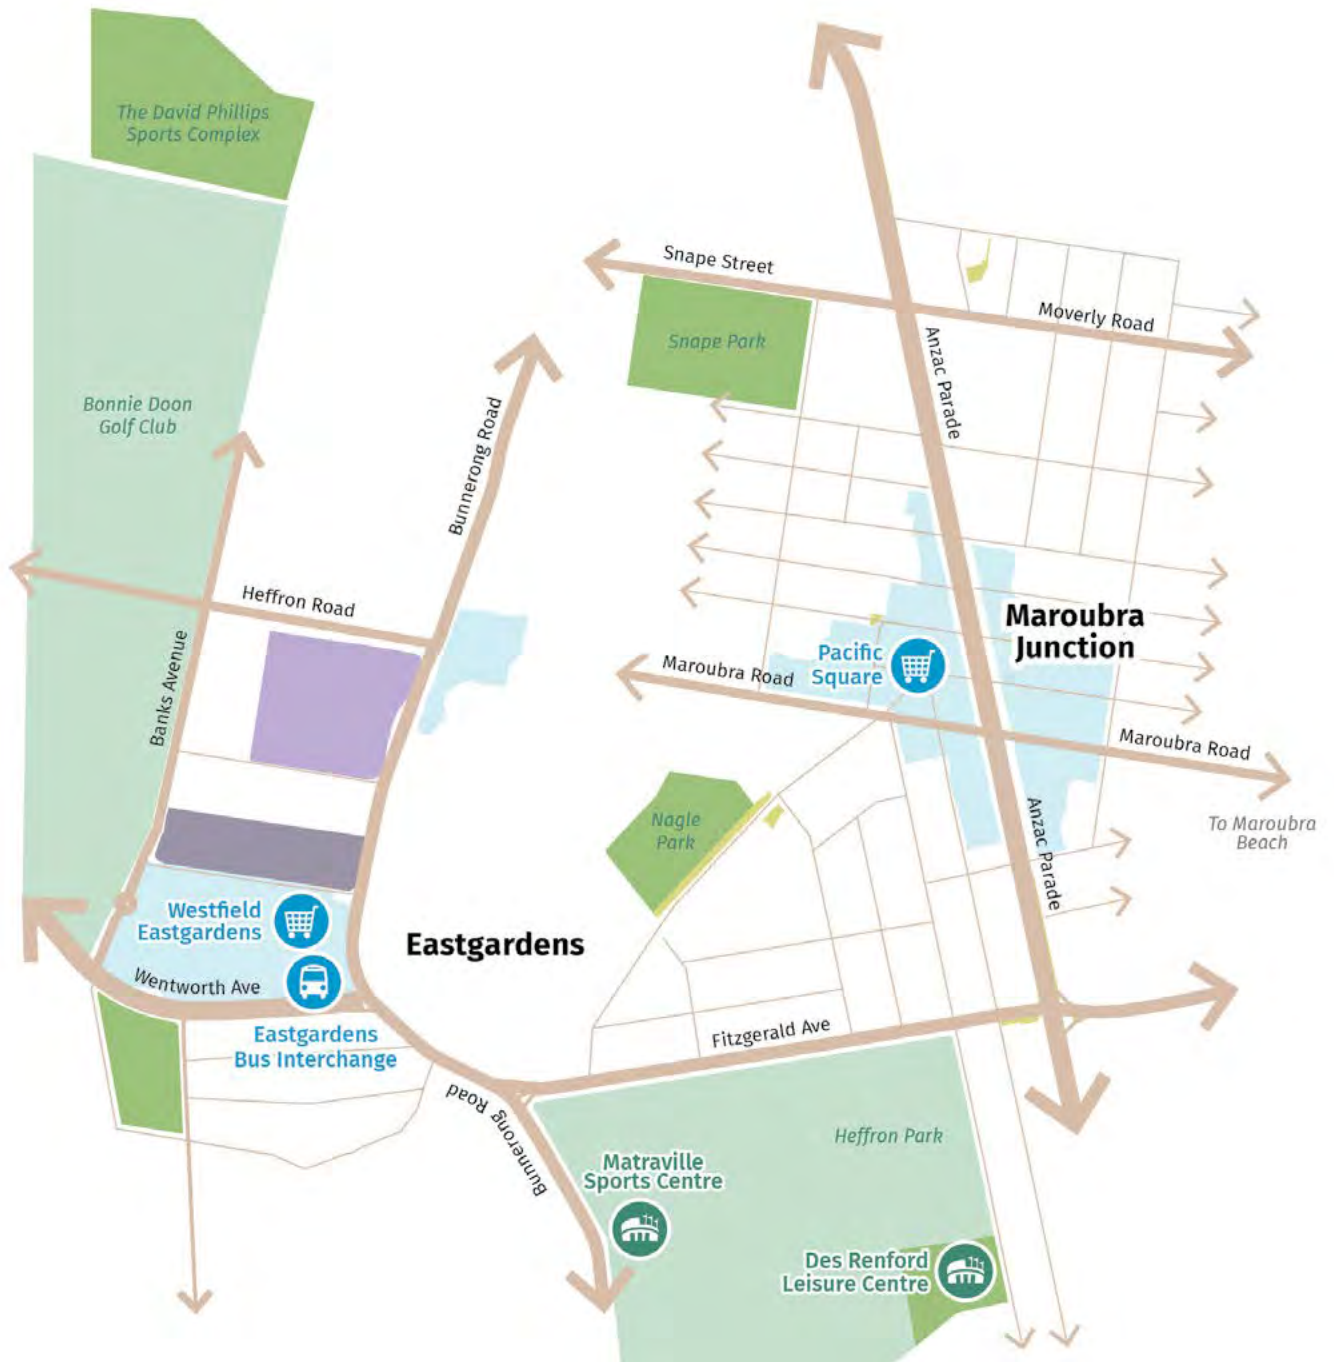 The David Phillips
Sports Complex
Snape Street
Moverly Road
Snape Park
Anzac Parade
Bonnie Doon
Golf Club
Bunnerong Road
Heffron Road
Maroubra
Junction
Pacific
Square
Maroubra Road
Banks Avenue
Maroubra Road
Nagle
Park
Anzac Parade
To Maroubra
Beach
Westfield
Eastgardens
Eastgardens
Wentworth Ave
Eastgardens
Bus Interchange
Fitzgerald Ave
Bunnerong Road
Heffron Park
Matraville
Sports Centre
Des Renford
Leisure Centre